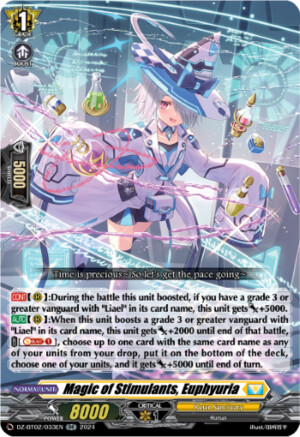 1
GRADE
BOOST
5000
SHIELD
Time is precious~ So let's get the pace going~
CONT【】:During the battle this unit boosted, if you have a grade 3 or
greater vanguard with "Liael" in its card name, this unit gets +5000.
AUTO【】:When this unit boosts a grade 3 or greater vanguard with
"Liael" in its card name, this unit gets +2000 until end of that battle,
[], choose up to one card with the same card name as any
of your units from your drop, put it on the bottom of the deck,
choose one of your units, and it gets +5000 until end of turn.
NORMAL UNIT
Magic of Stimulants, Euphyuria
D-BT02/033EN 2024
POWER
8000
CRITICAL
1
Keter Sanctuary
Human